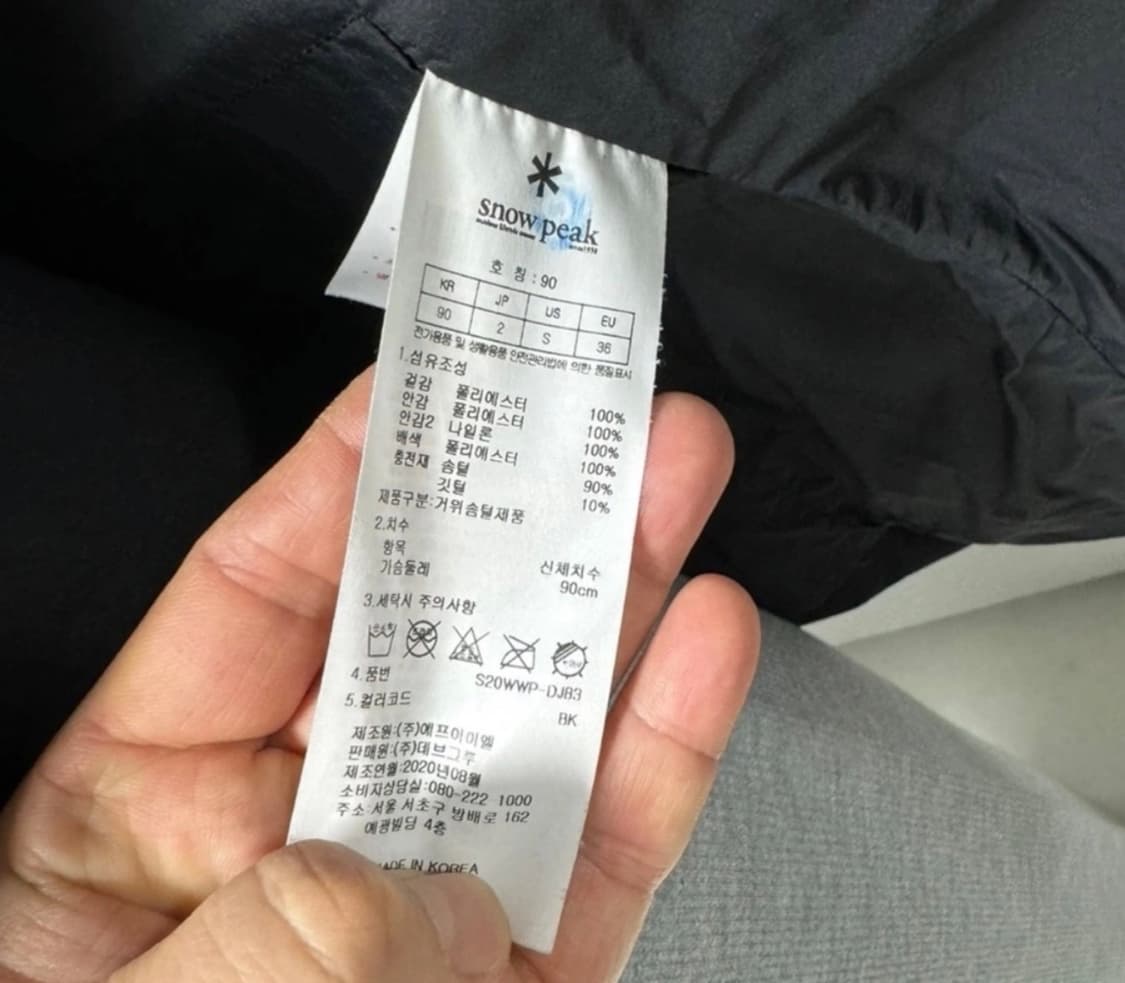 snow peak
호 칭 : 90
KR JP US EU
90 2 S 36
전기용품 및 생활용품 안전관리법에 의한 품질표시
1.섬유조성
겉감 폴리에스터 100%
안감 폴리에스터 100%
안감2 나일론 100%
배색 폴리에스터 100%
충전재 솜털 90%
깃털 10%
제품구분:거위솜털제품
2.치수
항목 신체치수
가슴둘레 90cm
3.세탁시 주의사항
4.품번 S20WWP-DJB3
5.컬러코드 BK
제조원:(주)에프이이엘
판매원:(주)데브그루
제조연월:2020년08월
소비자상담실:080-222 1000
주소:서울 서초구 방배로 162
예광빌딩 4층
MADE IN KOREA